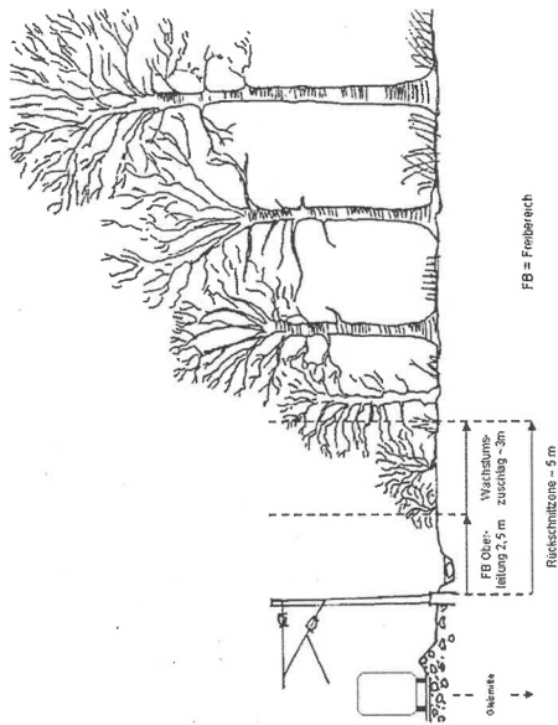 Gleismitte
FB Ober-
leitung 2,5 m
Wachstums-
zuschlag ~ 3m
Rückschnittzone ~ 5 m
FB = Freibereich